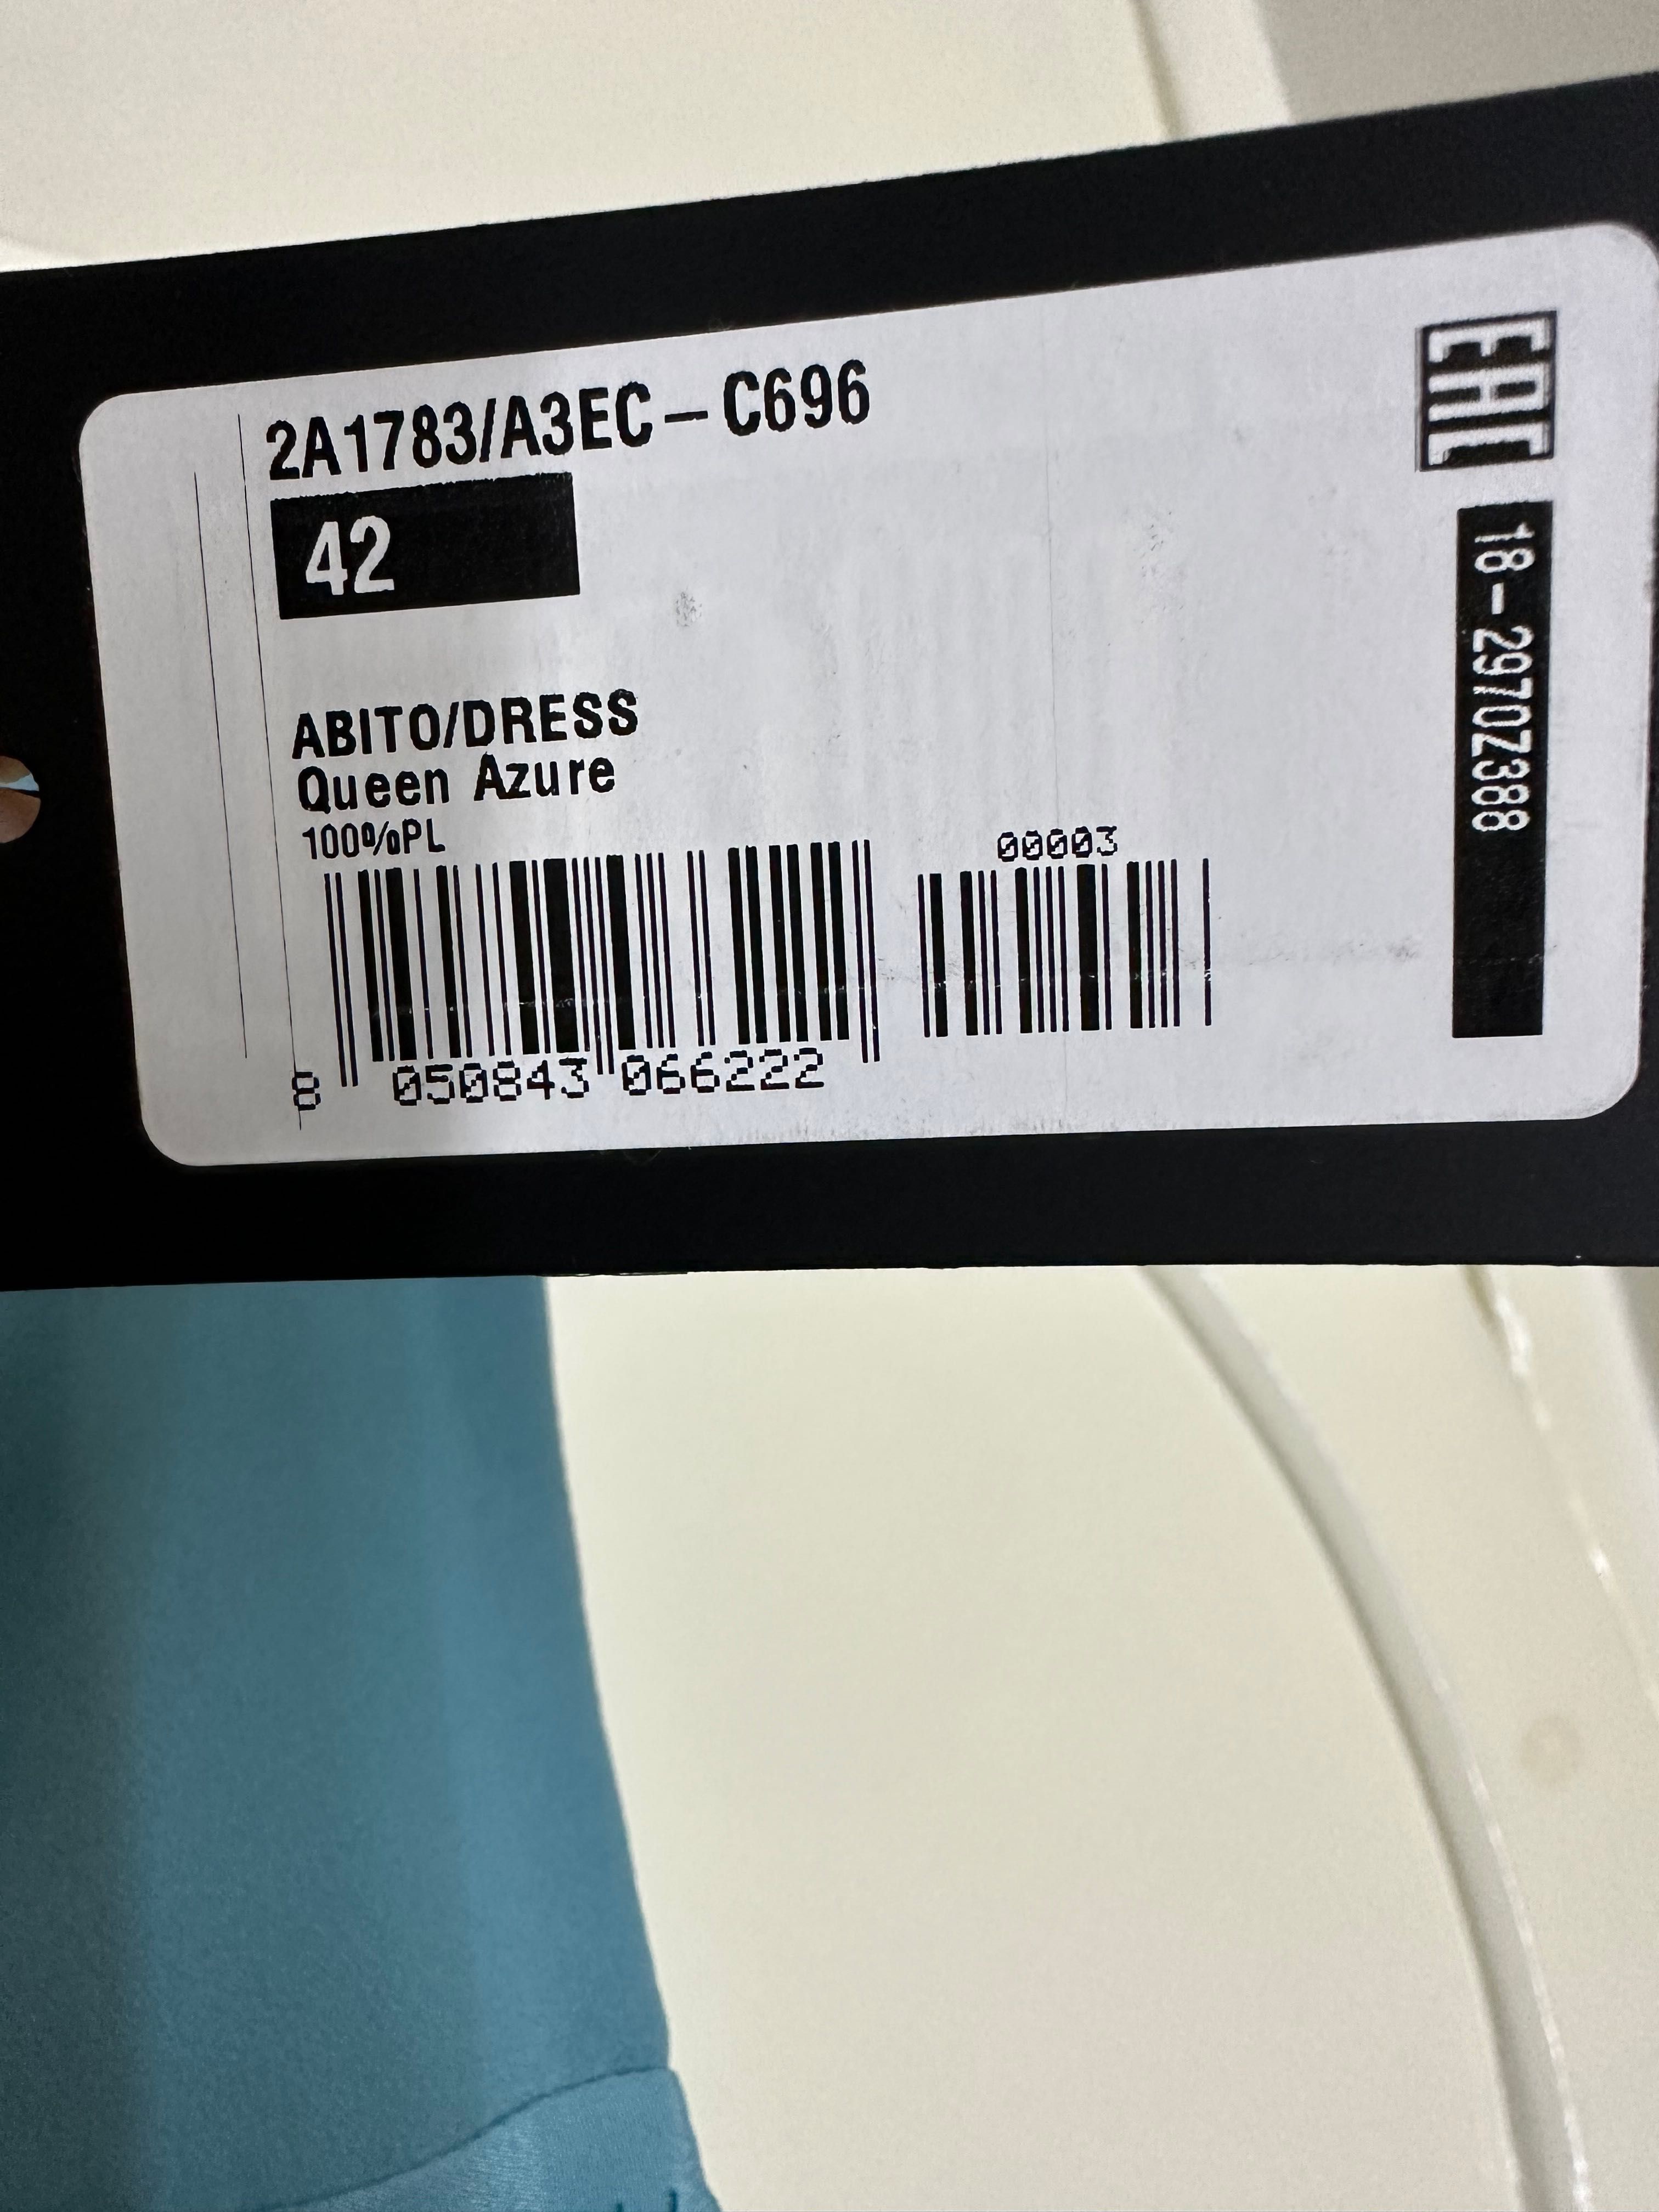 2A1783/A3EC–C696
42
ABITO/DRESS
Queen Azure
100%PL
00003
8 050843 066222
EAC
18–2970Z388